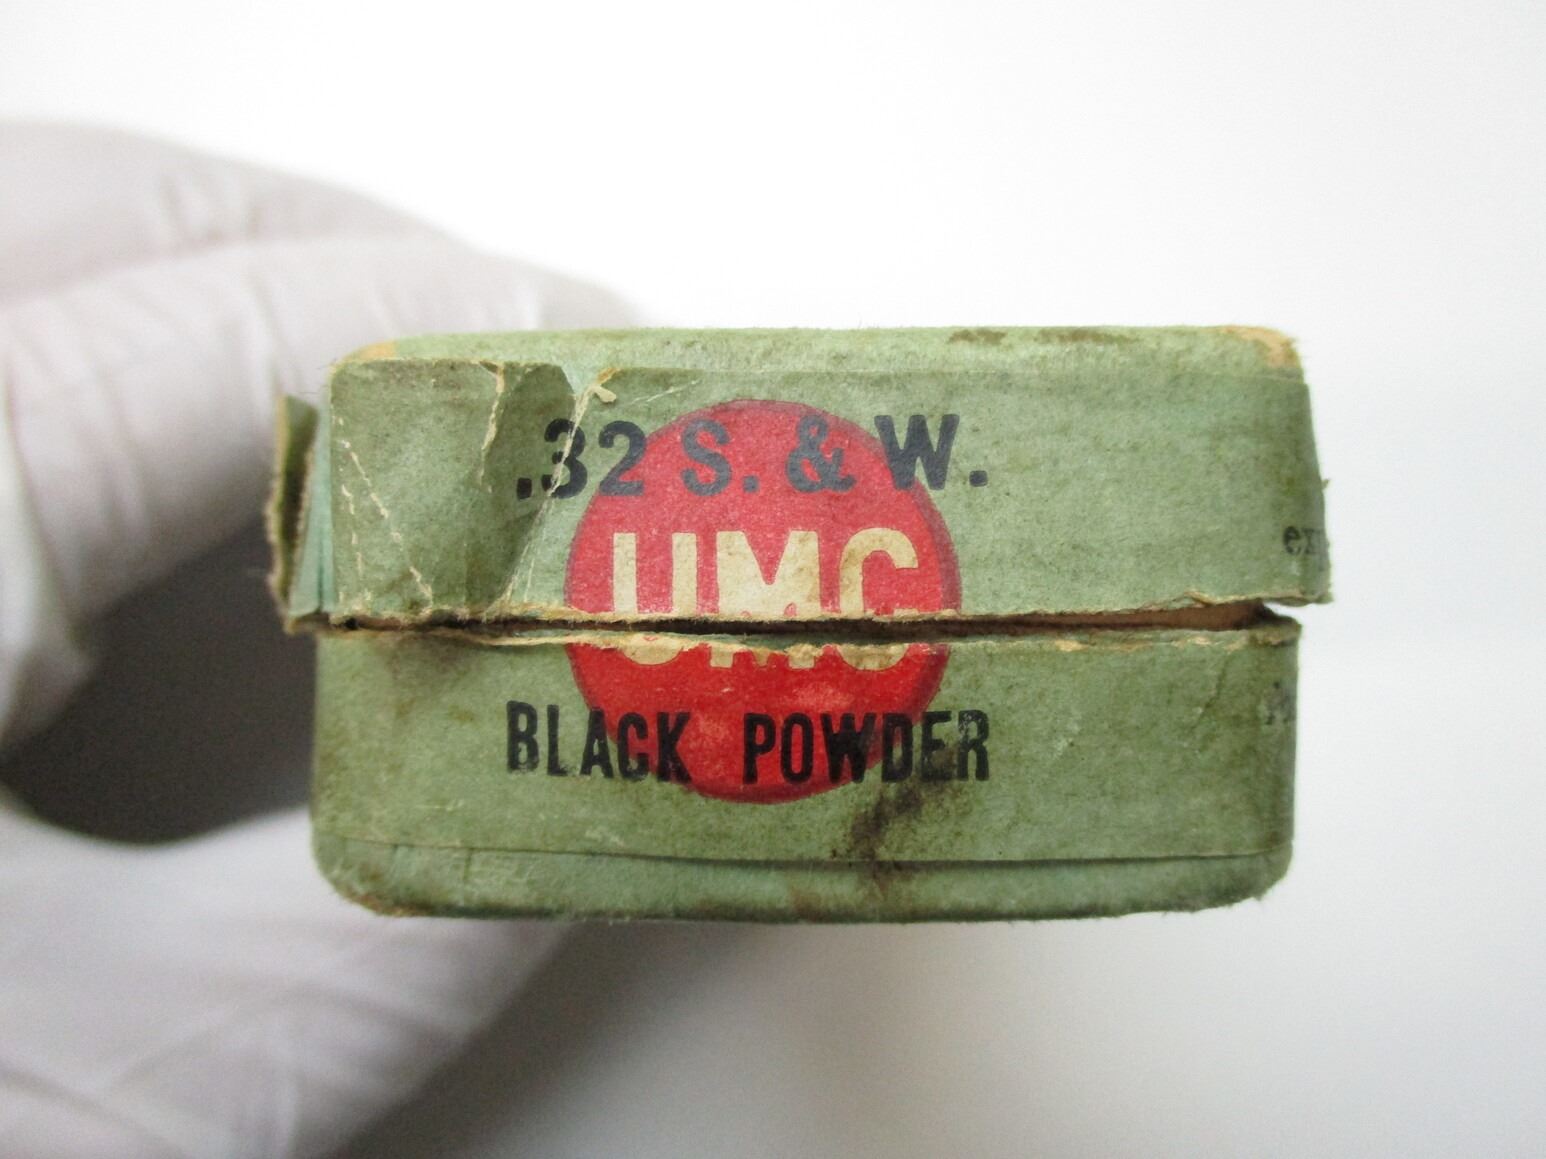 .32 S. & W.
UMC
BLACK POWDER